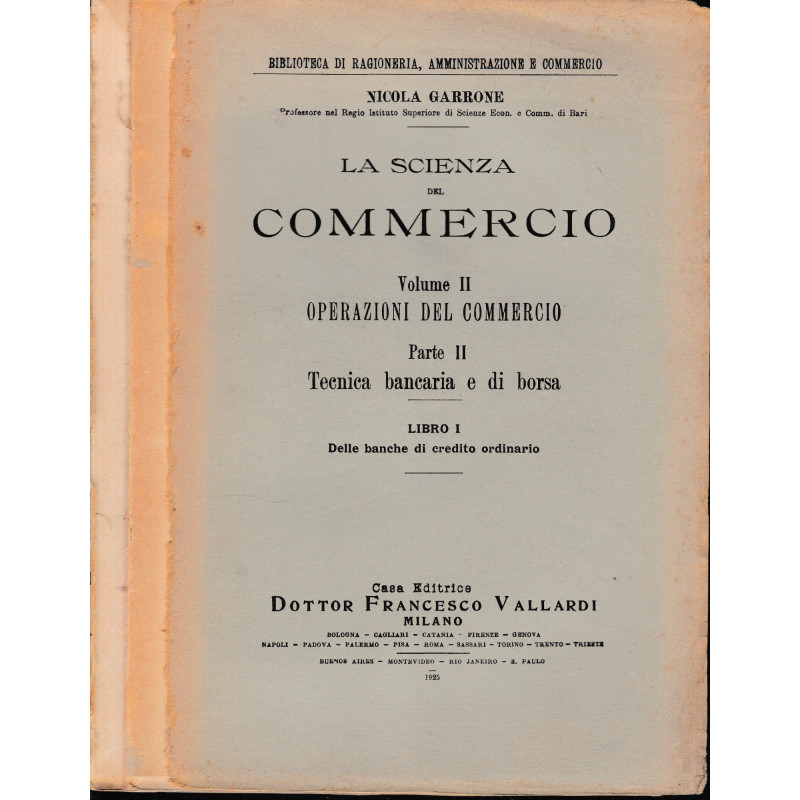 BIBLIOTECA DI RAGIONERIA, AMMINISTRAZIONE E COMMERCIO
NICOLA GARRONE
Professore nel Regio Istituto Superiore di Scienze Econ. e Comm. di Bari
LA SCIENZA
DEL
COMMERCIO
Volume II
OPERAZIONI DEL COMMERCIO
Parte II
Tecnica bancaria e di borsa
LIBRO I
Delle banche di credito ordinario
Casa Editrice
DOTTOR FRANCESCO VALLARDI
MILANO
BOLOGNA - CAGLIARI - CATANIA - FIRENZE - GENOVA
NAPOLI - PADOVA - PALERMO - PISA - ROMA - SASSARI - TORINO - TRENTO - TRIESTE
BUENOS AIRES - MONTEVIDEO - RIO JANEIRO - S. PAULO
1925